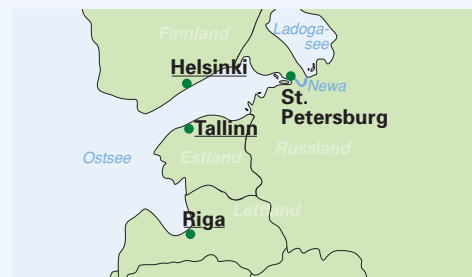 Finnland
Ladoga-
see
Helsinki
Newa
St.
Petersburg
Tallinn
Ostsee
Estland
Russland
Lettland
Riga